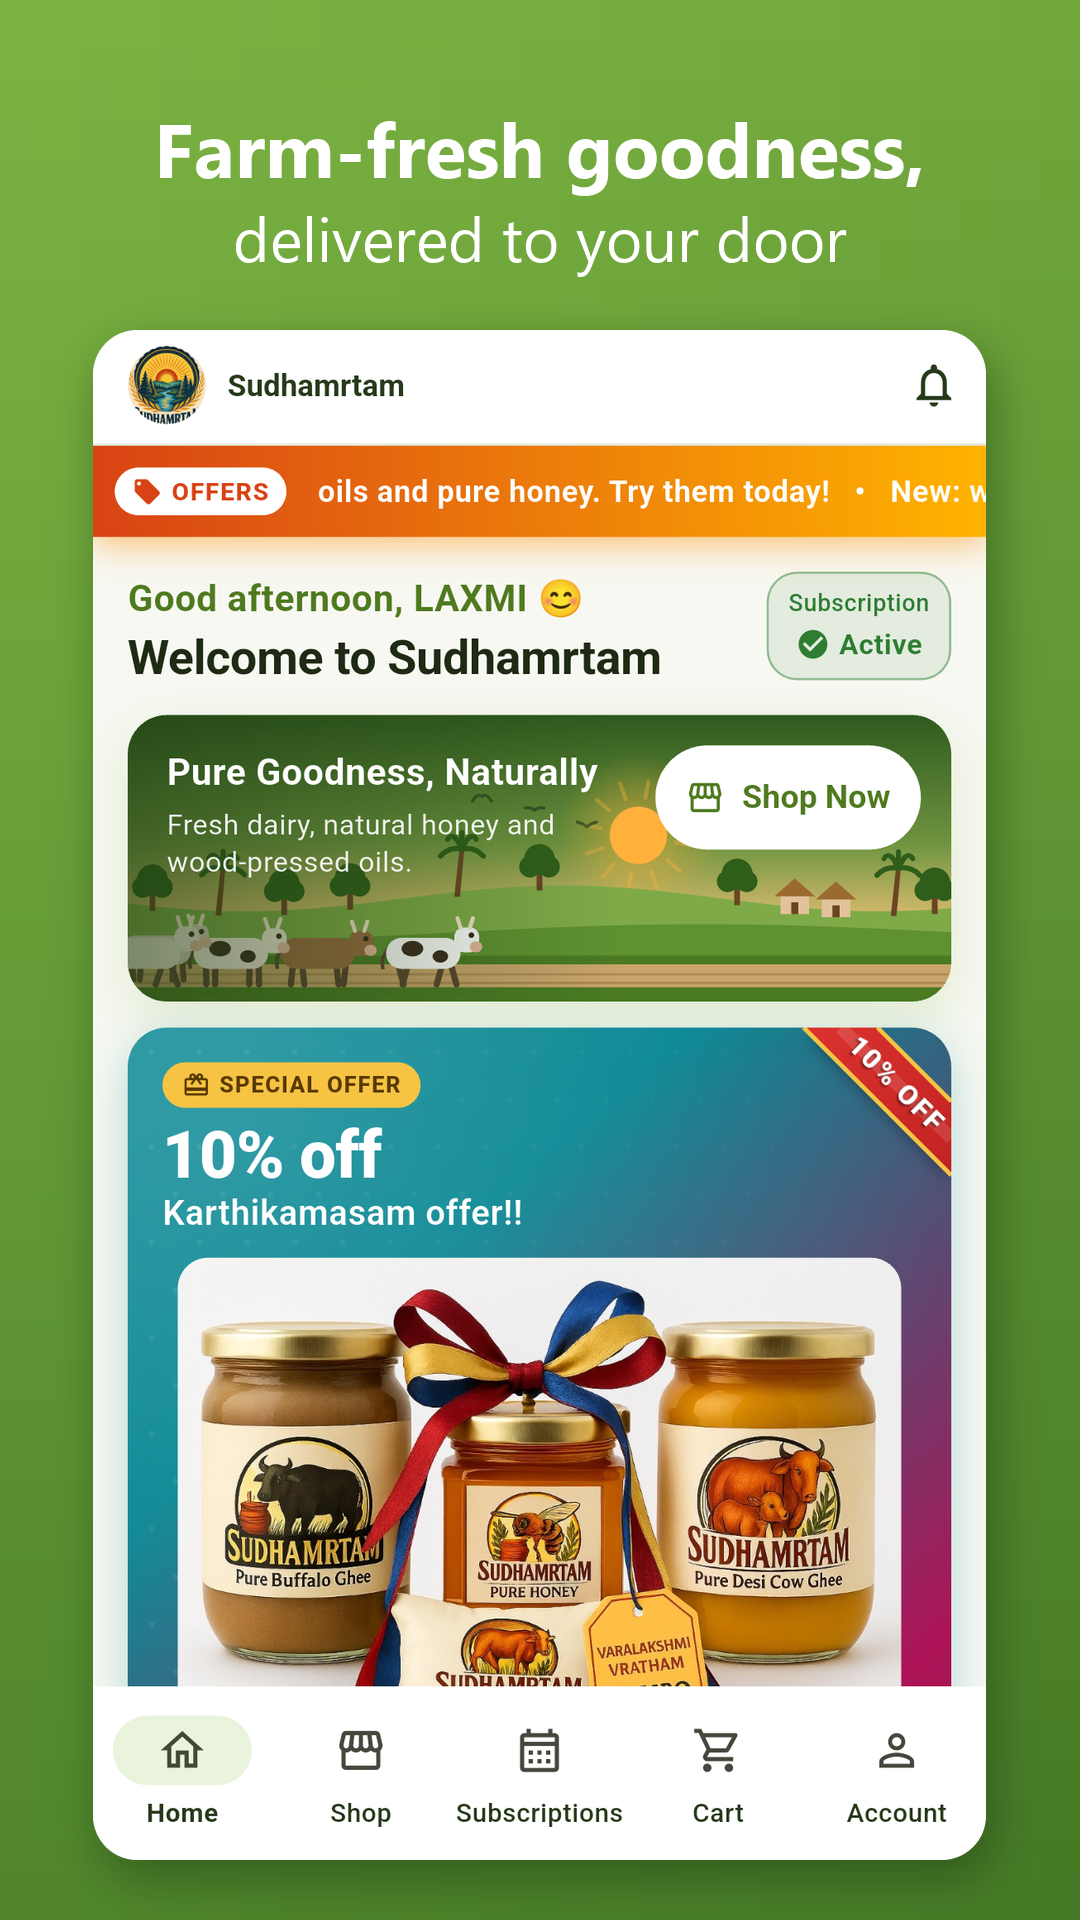 Farm-fresh goodness,
delivered to your door
Sudhamrtam
OFFERS
oils and pure honey. Try them today! • New:
Good afternoon, LAXMI 😊
Welcome to Sudhamrtam
Subscription
Active
Pure Goodness, Naturally
Fresh dairy, natural honey and
wood-pressed oils.
Shop Now
10% OFF
SPECIAL OFFER
10% off
Karthikamasam offer!!
SUDHAMRTAM
Pure Buffalo Ghee
SUDHAMRTAM
PURE HONEY
SUDHAMRTAM
Pure Desi Cow Ghee
SUDHAMRTAM
VARALAKSHMI
VRATHAM
Home
Shop
Subscriptions
Cart
Account